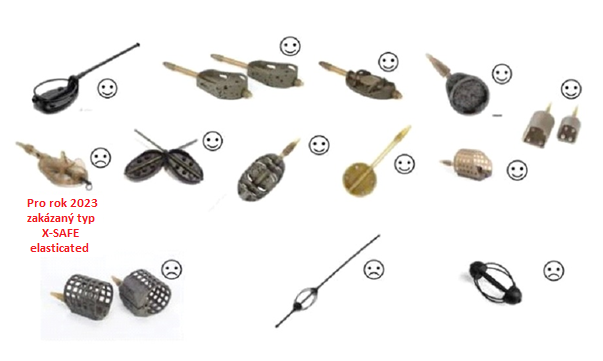 Pro rok 2023
zakázaný typ
X-SAFE
elasticated